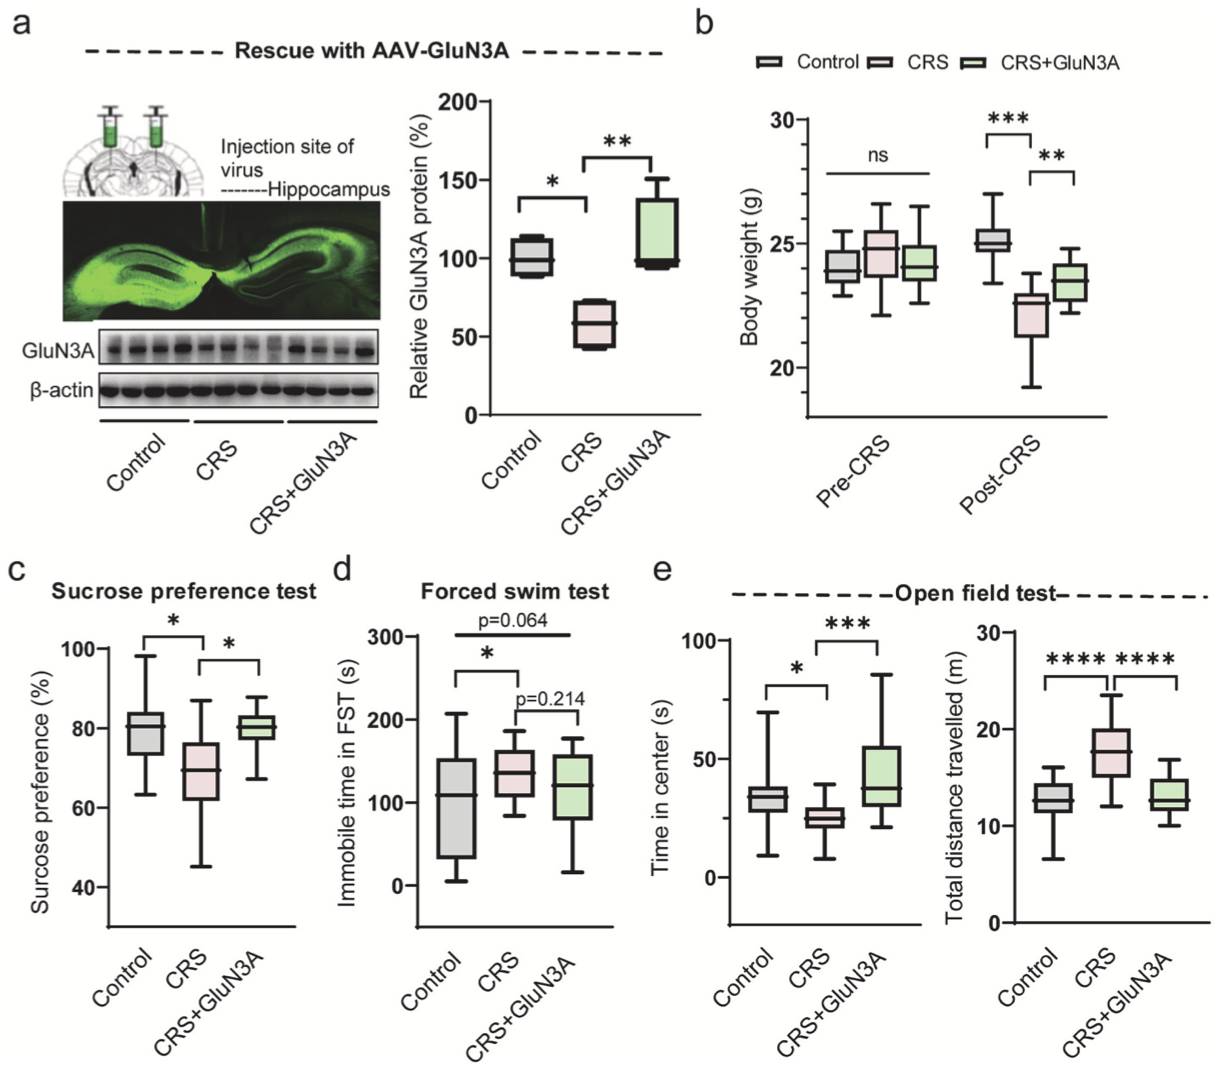 a
Rescue with AAV-GluN3A
Injection site of
virus
-------Hippocampus
GluN3A
β-actin
Control
CRS
CRS+GluN3A
Relative GluN3A protein (%)
200
150
100
50
0
*
**
Control
CRS
CRS+GluN3A
b
Control
CRS
CRS+GluN3A
Body weight (g)
30
25
20
ns
***
**
Pre-CRS
Post-CRS
c
Sucrose preference test
Surcrose preference (%)
100
80
60
40
*
*
Control
CRS
CRS+GluN3A
d
Forced swim test
Immobile time in FST (s)
300
200
100
0
p=0.064
*
p=0.214
Control
CRS
CRS+GluN3A
e
Open field test
Time in center (s)
100
50
0
*
***
Control
CRS
CRS+GluN3A
Total distance travelled (m)
30
20
10
0
****
****
Control
CRS
CRS+GluN3A